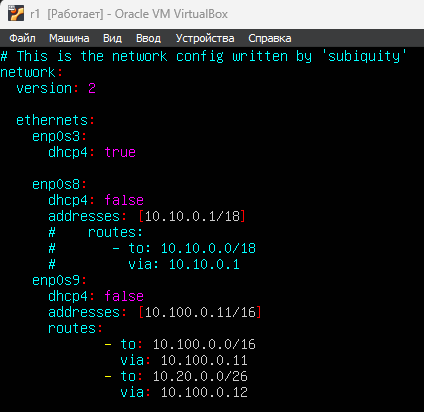 r1 [Работает] - Oracle VM VirtualBox
Файл Машина Вид Ввод Устройства Справка
# This is the network config written by 'subiquity'
network:
  version: 2

  ethernets:
    enp0s3:
      dhcp4: true

    enp0s8:
      dhcp4: false
      addresses: [10.10.0.1/18]
      #    routes:
      #       - to: 10.10.0.0/18
      #         via: 10.10.0.1
    enp0s9:
      dhcp4: false
      addresses: [10.100.0.11/16]
      routes:
             - to: 10.100.0.0/16
               via: 10.100.0.11
             - to: 10.20.0.0/26
               via: 10.100.0.12